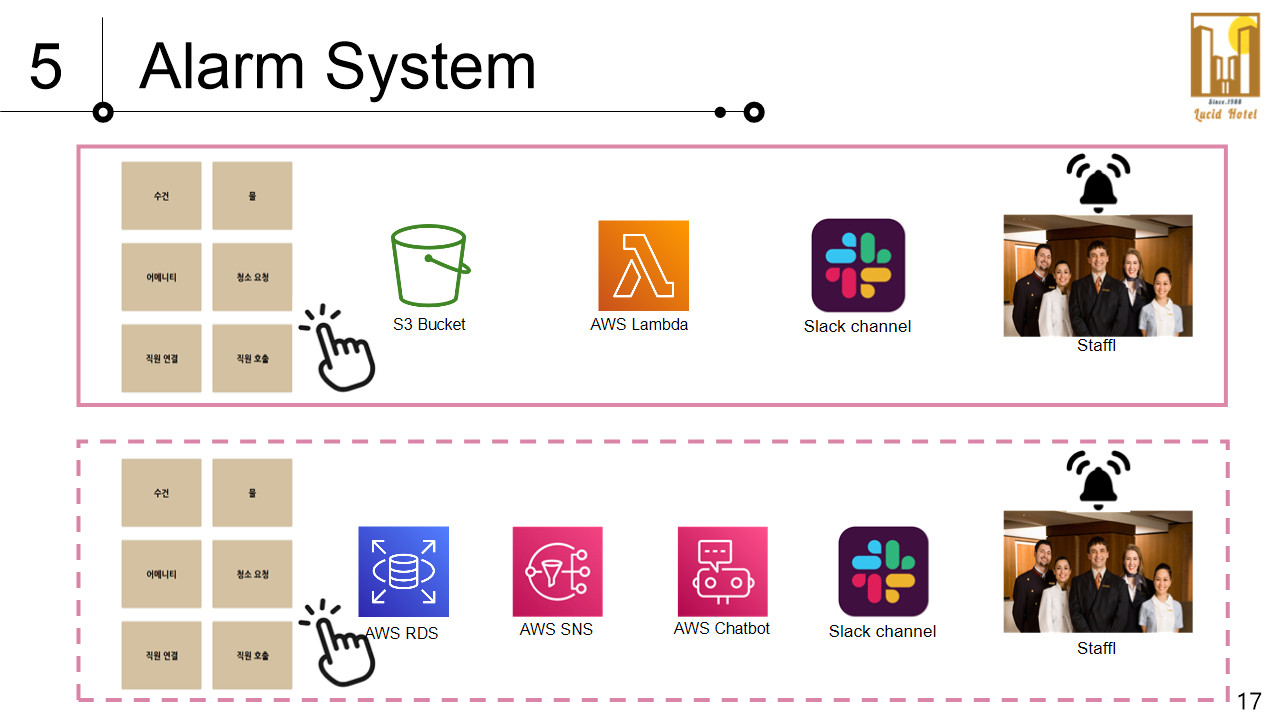 5
Alarm System
Since.1988
Lucid Hotel
수건
물
어메니티
청소 요청
직원 연결
직원 호출
S3 Bucket
AWS Lambda
Slack channel
Staffl
수건
물
어메니티
청소 요청
직원 연결
직원 호출
AWS RDS
AWS SNS
AWS Chatbot
Slack channel
Staffl
17